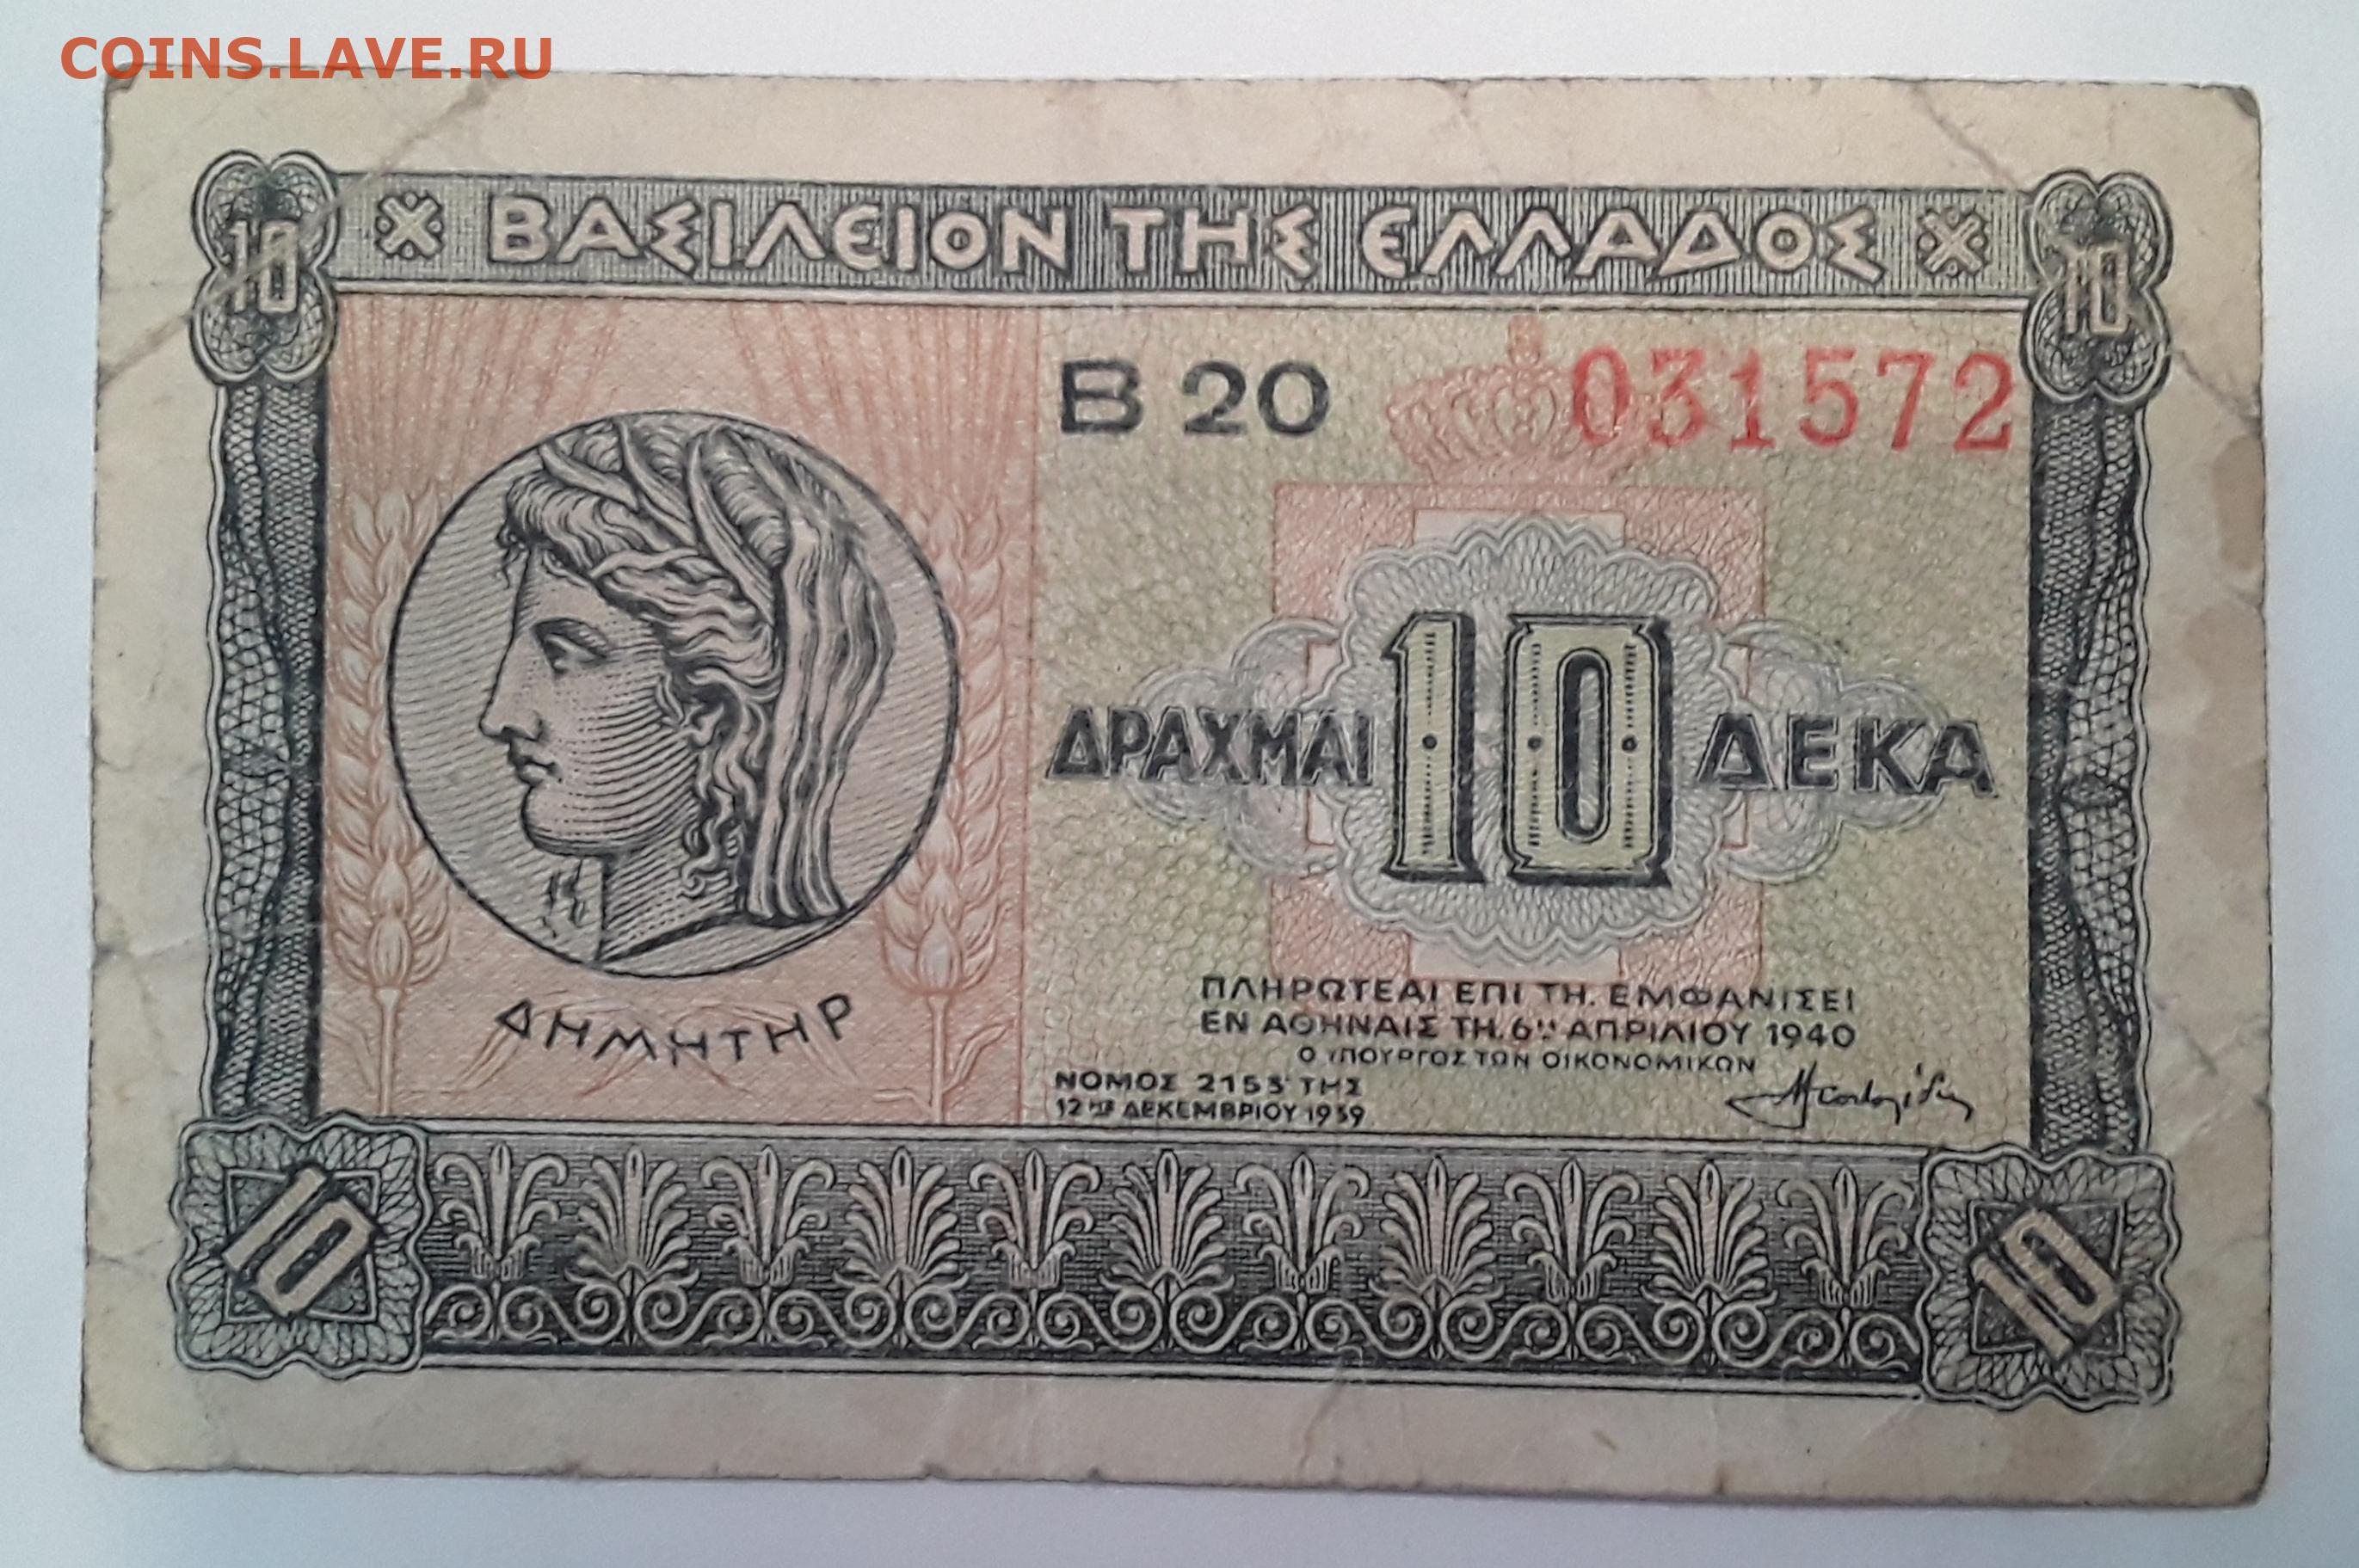 COINS.LAVE.RU
10 ΒΑΣΙΛΕΙΟΝ ΤΗΣ ΕΛΛΑΔΟΣ 10
Β 20 031572
ΔΡΑΧΜΑΙ 10 ΔΕΚΑ
ΔΗΜΗΤΗΡ
ΠΛΗΡΩΤΕΑΙ ΕΠΙ ΤΗ. ΕΜΦΑΝΙΣΕΙ
ΕΝ ΑΘΗΝΑΙΣ ΤΗ. 6ῃ ΑΠΡΙΛΙΟΥ 1940
Ο ΥΠΟΥΡΓΟΣ ΤΩΝ ΟΙΚΟΝΟΜΙΚΩΝ
ΝΟΜΟΣ 2153 ΤΗΣ
12ΗΣ ΔΕΚΕΜΒΡΙΟΥ 1939
10 10